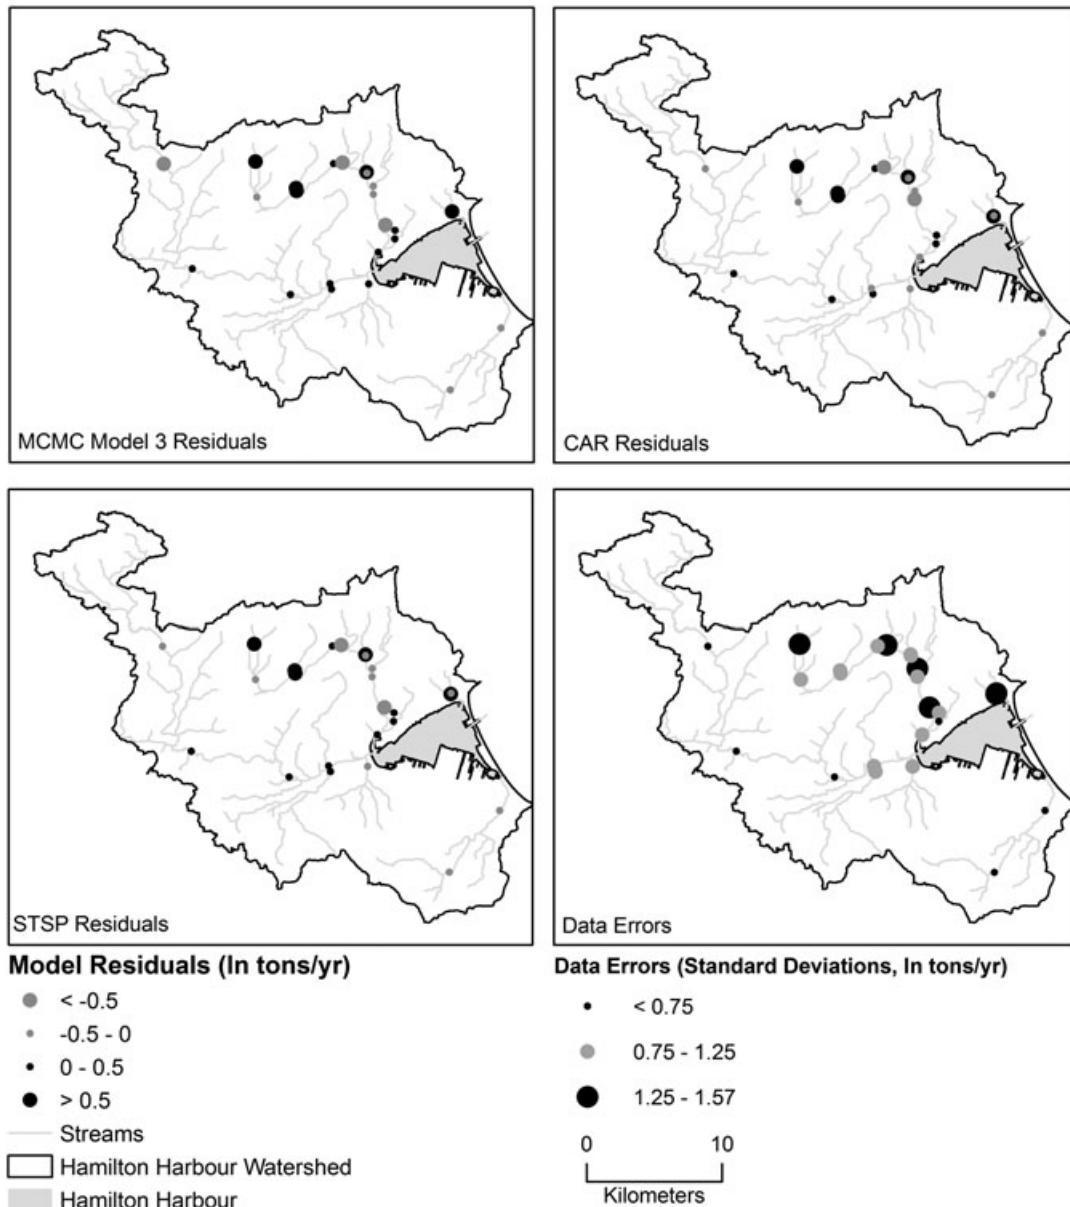 MCMC Model 3 Residuals
CAR Residuals
STSP Residuals
Data Errors
Model Residuals (ln tons/yr)
< -0.5
-0.5 - 0
0 - 0.5
> 0.5
Streams
Hamilton Harbour Watershed
Hamilton Harbour
Data Errors (Standard Deviations, ln tons/yr)
< 0.75
0.75 - 1.25
1.25 - 1.57
0 10
Kilometers